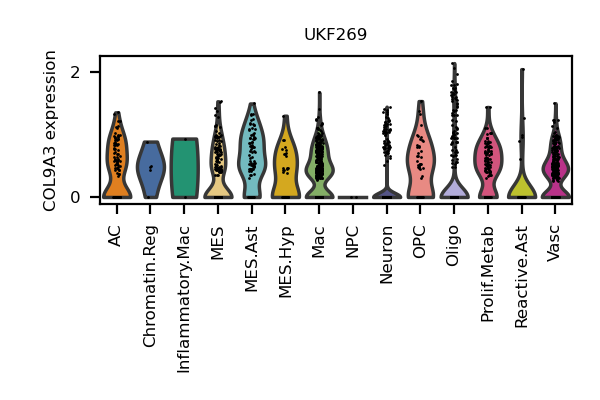 UKF269
COL9A3 expression
2
0
AC
Chromatin.Reg
Inflammatory.Mac
MES
MES.Ast
MES.Hyp
Mac
NPC
Neuron
OPC
Oligo
Prolif.Metab
Reactive.Ast
Vasc